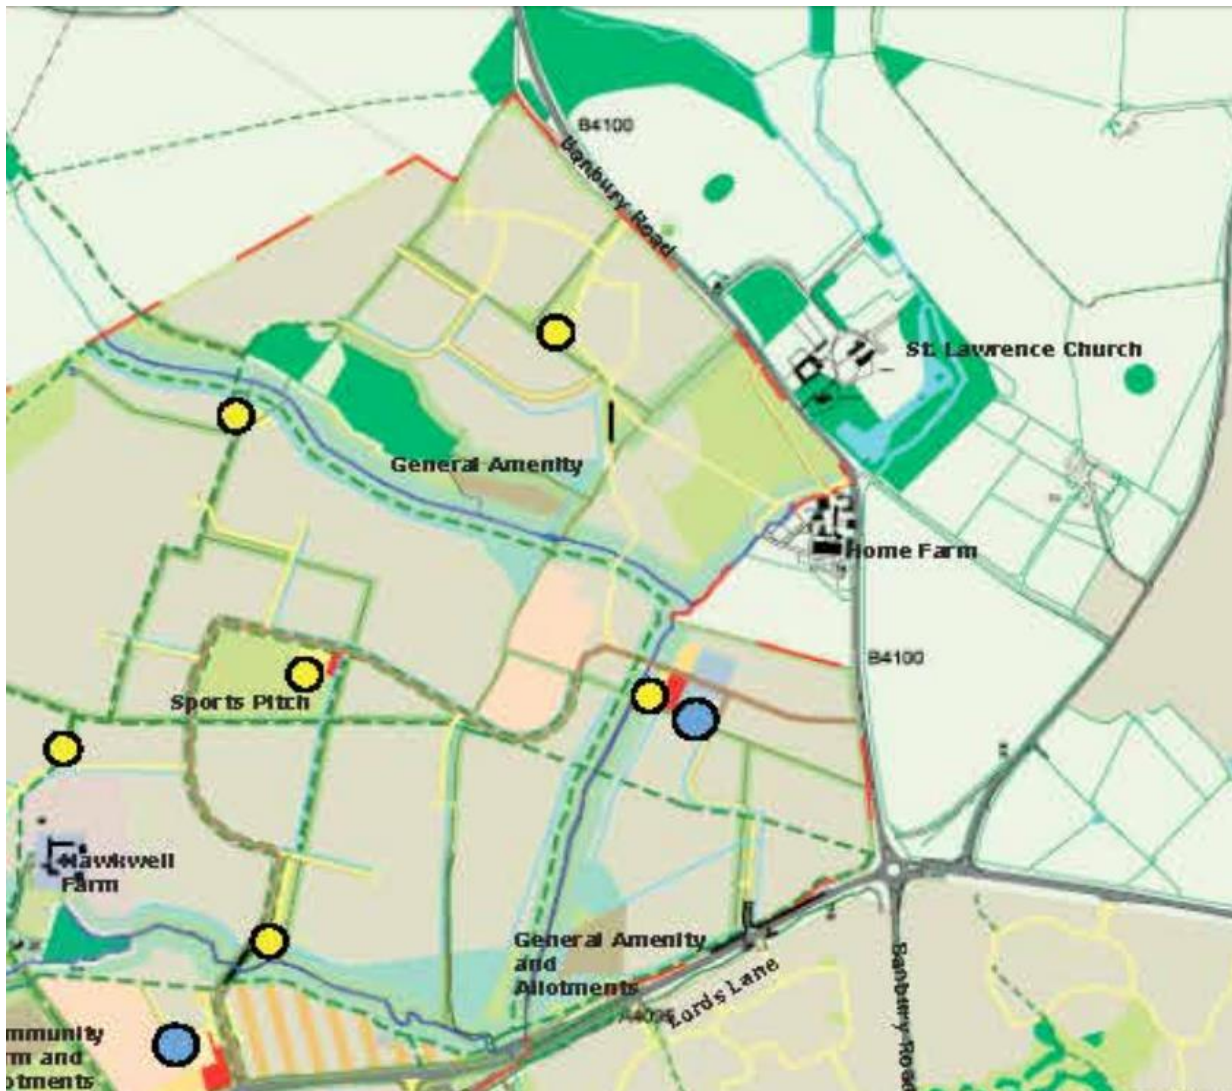 B4100
Banbury Road
St. Lawrence Church
General Amenity
Home Farm
B4100
Sports Pitch
Hawkwell
Farm
General Amenity
and
Allotments
Lords Lane
Banbury Road
mmunity
rm and
otments